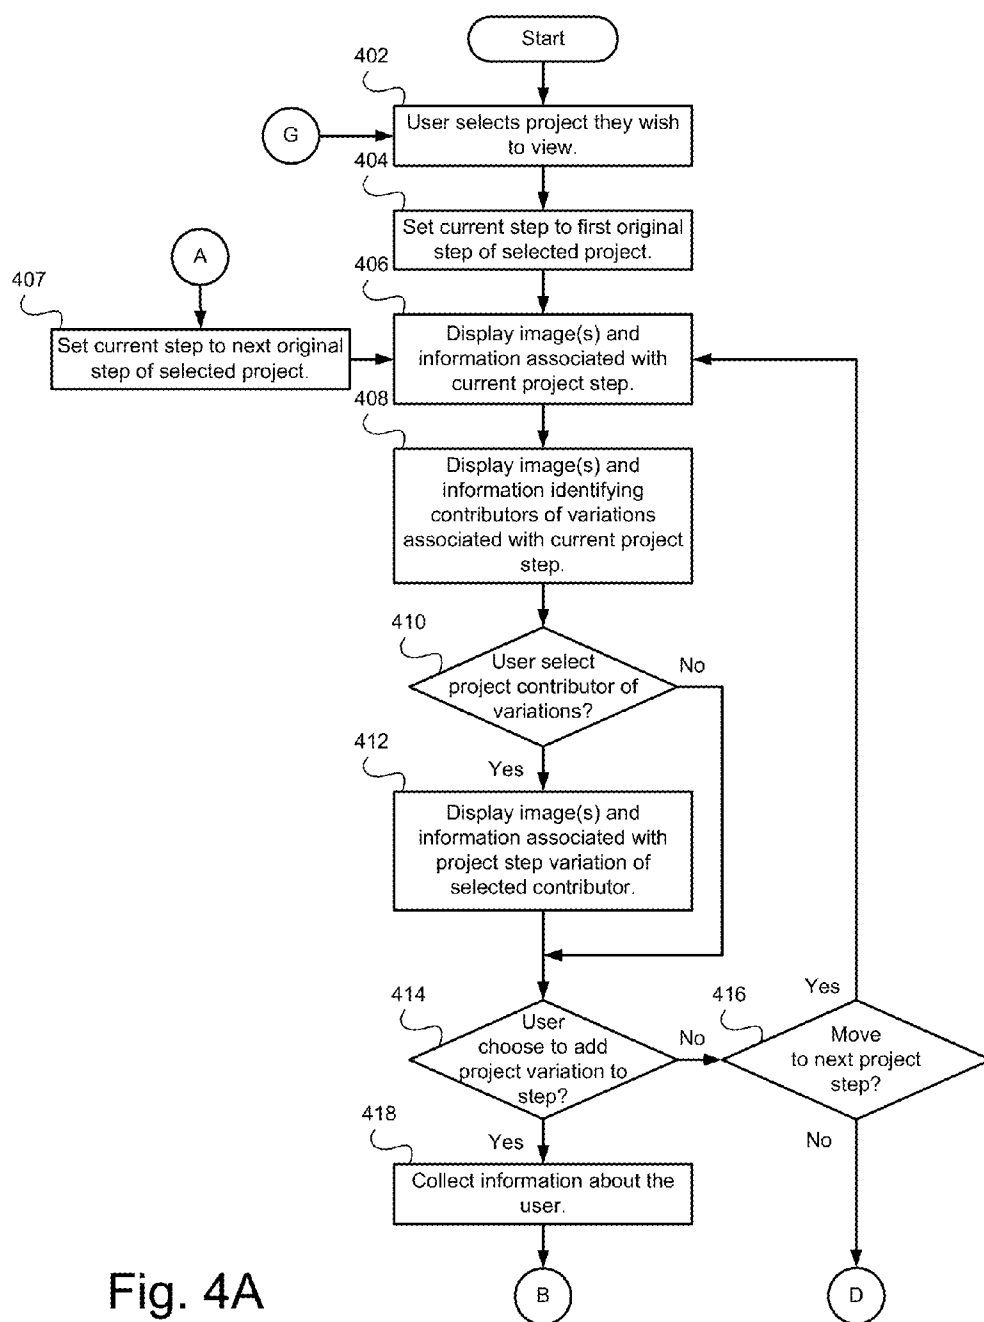 Start
402
User selects project they wish
to view.
G
404
Set current step to first original
step of selected project.
A
406
407
Display image(s) and
information associated with
current project step.
Set current step to next original
step of selected project.
408
Display image(s) and
information identifying
contributors of variations
associated with current project
step.
410
User select
project contributor of
variations?
No
Yes
412
Display image(s) and
information associated with
project step variation of
selected contributor.
414
User
choose to add
project variation to
step?
No
416
Yes
Move
to next project
step?
Yes
No
418
Collect information about the
user.
B
D
Fig. 4A